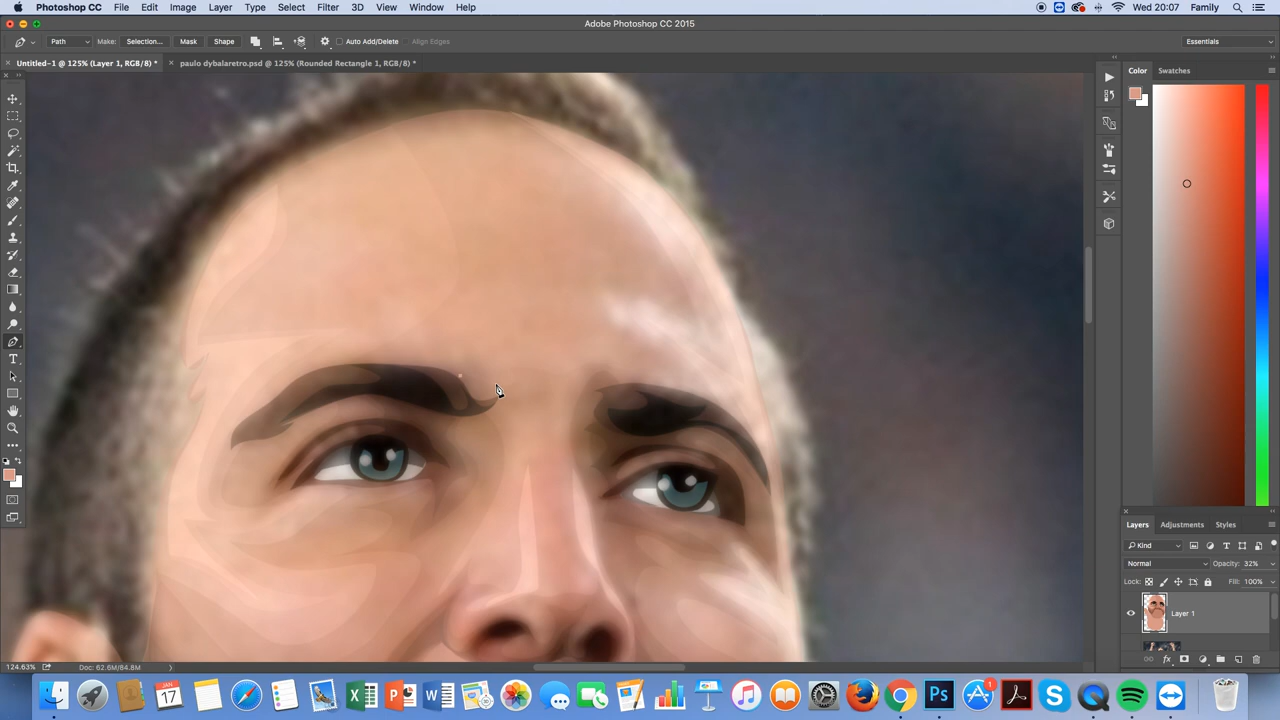 Photoshop CC File Edit Image Layer Type Select Filter 3D View Window Help Wed 20:07 Family
Adobe Photoshop CC 2015
Path Make: Selection... Mask Shape Auto Add/Delete Align Edges Essentials
Untitled-1 @ 125% (Layer 1, RGB/8) * paulo dybalaretro.psd @ 125% (Rounded Rectangle 1, RGB/8) *
Color Swatches
Layers Adjustments Styles
Kind
Normal Opacity: 32%
Lock: Fill: 100%
Layer 1
124.63% Doc: 62.6M/84.8M
JAN
17
1